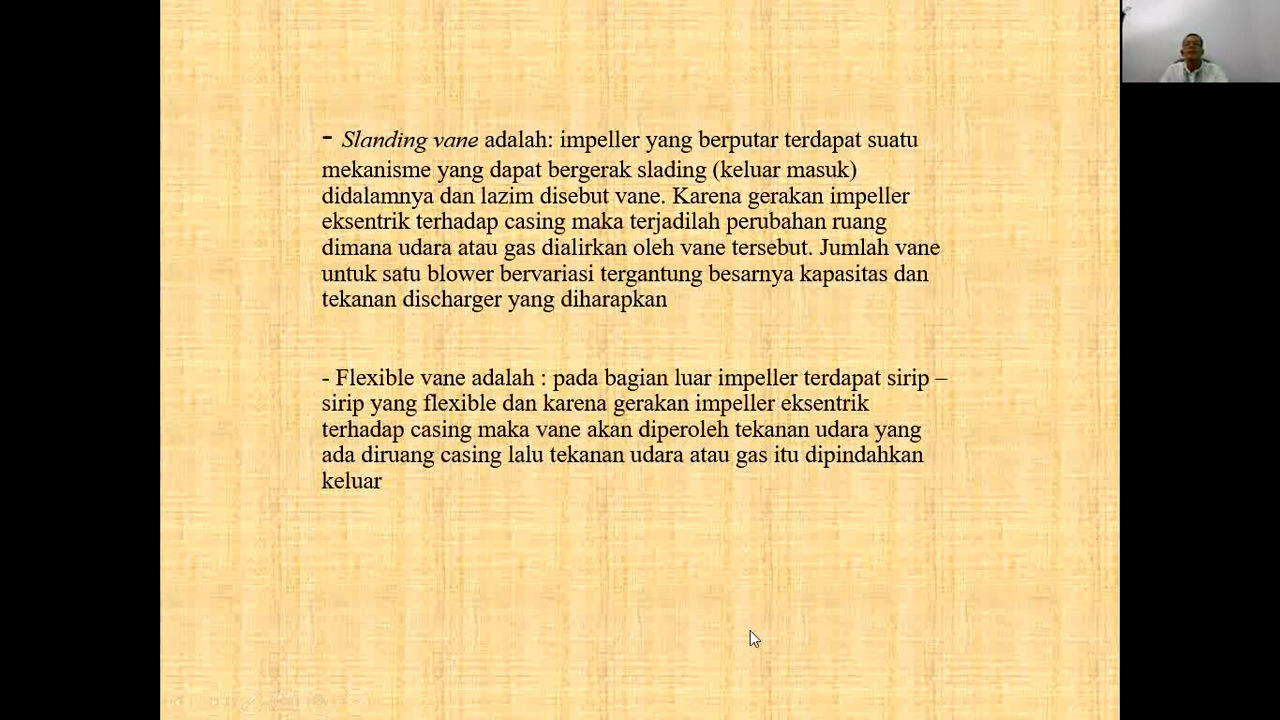 - Slanding vane adalah: impeller yang berputar terdapat suatu
mekanisme yang dapat bergerak slading (keluar masuk)
didalamnya dan lazim disebut vane. Karena gerakan impeller
eksentrik terhadap casing maka terjadilah perubahan ruang
dimana udara atau gas dialirkan oleh vane tersebut. Jumlah vane
untuk satu blower bervariasi tergantung besarnya kapasitas dan
tekanan discharger yang diharapkan
- Flexible vane adalah : pada bagian luar impeller terdapat sirip –
sirip yang flexible dan karena gerakan impeller eksentrik
terhadap casing maka vane akan diperoleh tekanan udara yang
ada diruang casing lalu tekanan udara atau gas itu dipindahkan
keluar